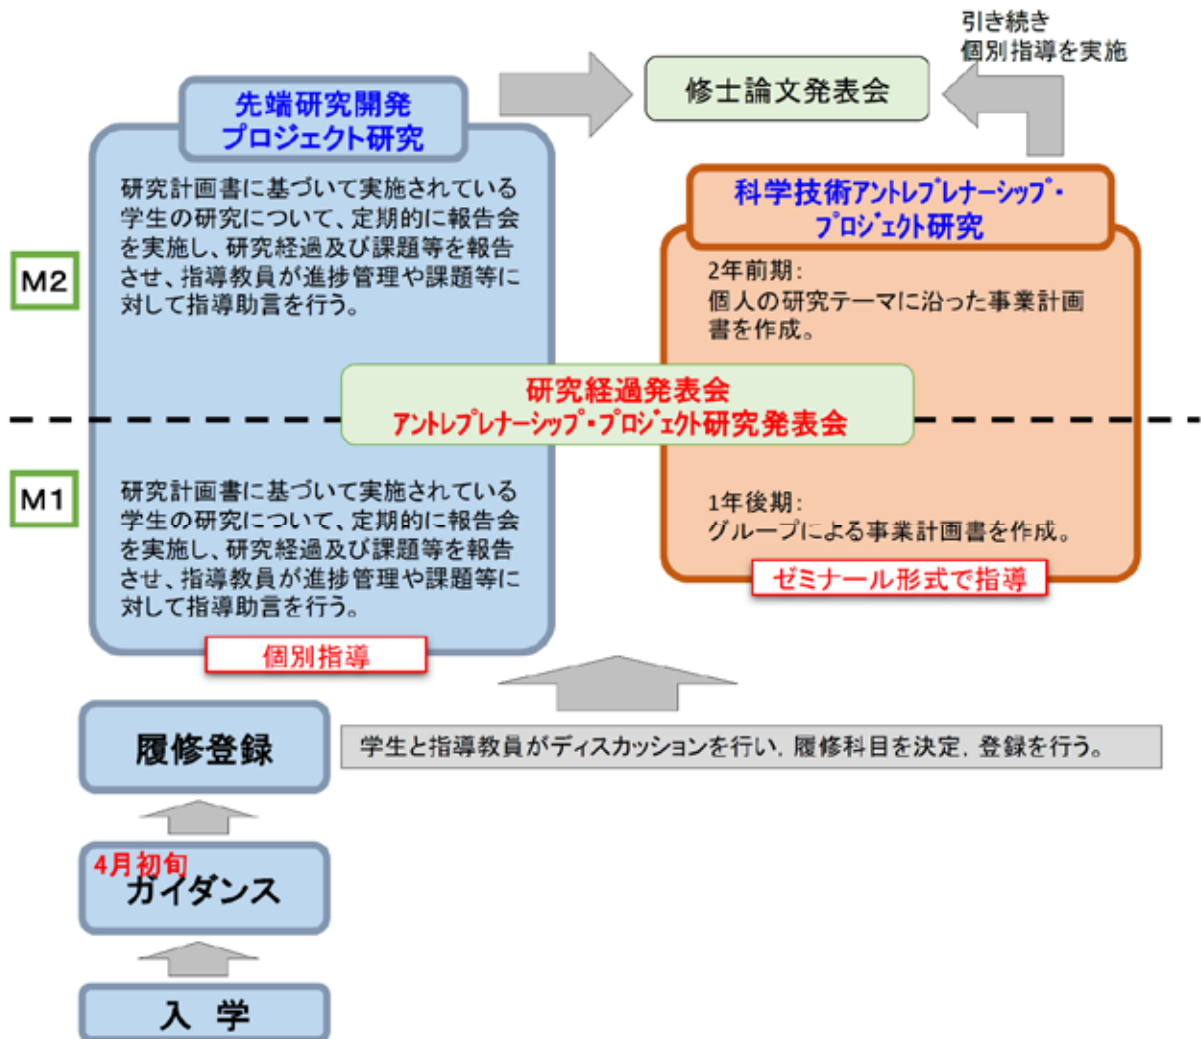 引き続き
個別指導を実施
修士論文発表会
先端研究開発
プロジェクト研究
研究計画書に基づいて実施されている
学生の研究について、定期的に報告会
を実施し、研究経過及び課題等を報告
させ、指導教員が進捗管理や課題等に
対して指導助言を行う。
科学技術アントレプレナーシップ・
プロジェクト研究
2年前期:
個人の研究テーマに沿った事業計画
書を作成。
M2
研究経過発表会
アントレプレナーシップ・プロジェクト研究発表会
M1
研究計画書に基づいて実施されている
学生の研究について、定期的に報告会
を実施し、研究経過及び課題等を報告
させ、指導教員が進捗管理や課題等に
対して指導助言を行う。
個別指導
1年後期:
グループによる事業計画書を作成。
ゼミナール形式で指導
履修登録
学生と指導教員がディスカッションを行い, 履修科目を決定, 登録を行う。
4月初旬
ガイダンス
入 学